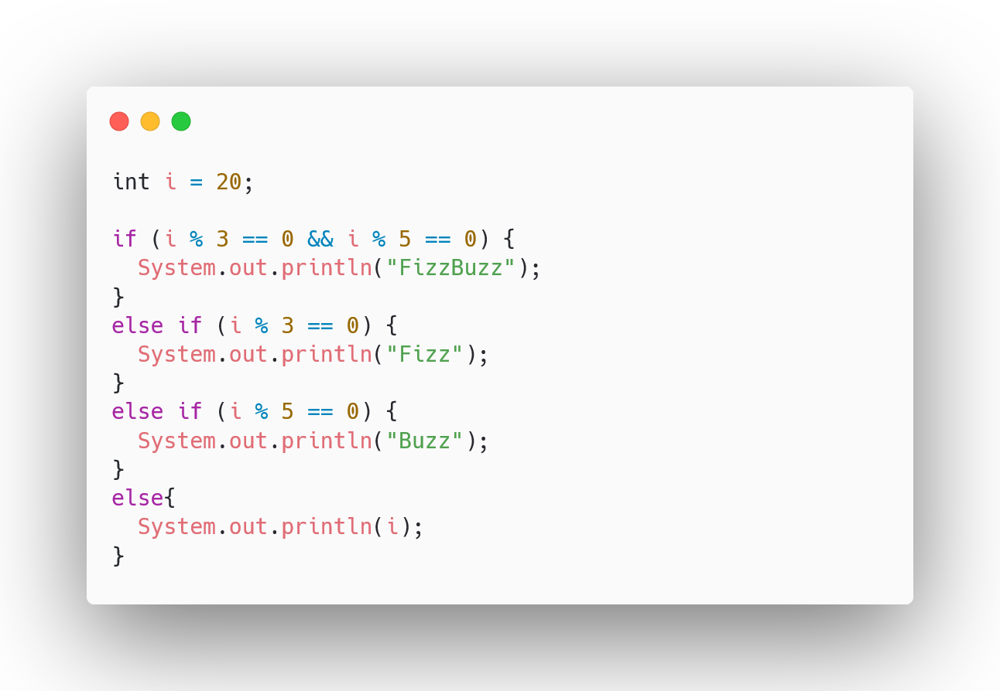 int i = 20;

if (i % 3 == 0 && i % 5 == 0) {
  System.out.println("FizzBuzz");
}
else if (i % 3 == 0) {
  System.out.println("Fizz");
}
else if (i % 5 == 0) {
  System.out.println("Buzz");
}
else{
  System.out.println(i);
}